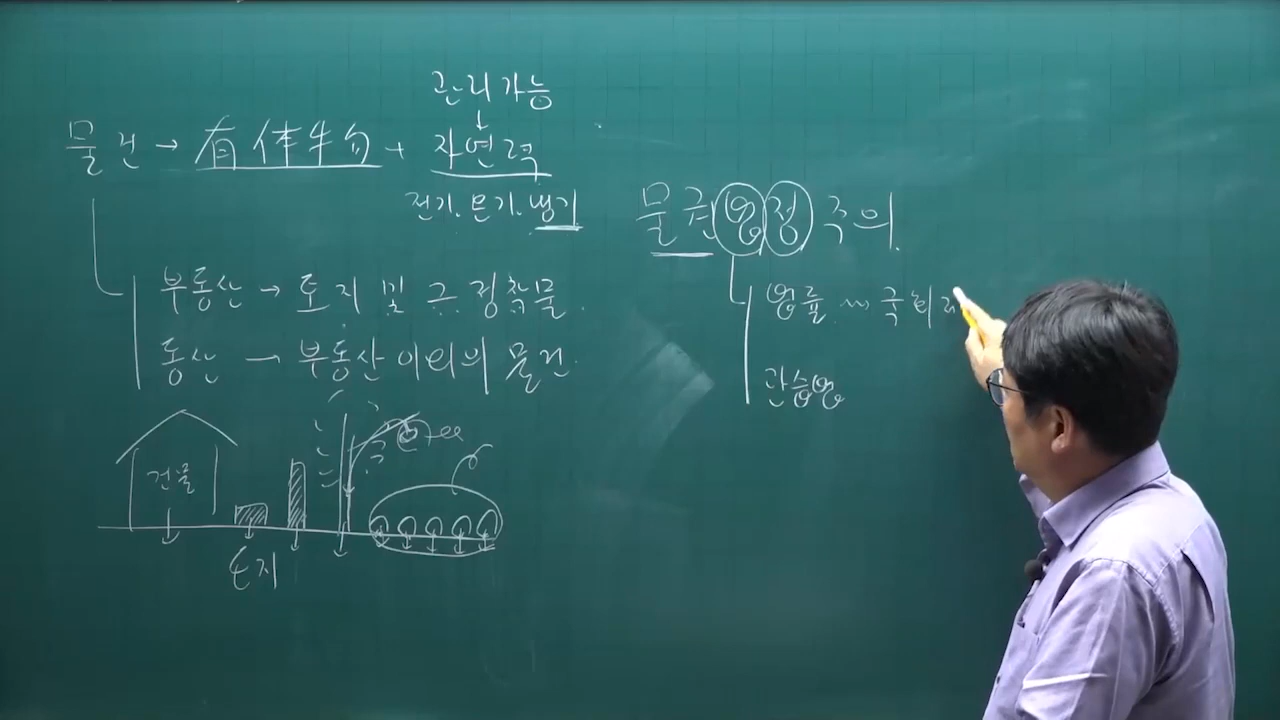 관리가능
↓
물건 → 有体物 + 자연력
전기. 온기. 냉기
부동산 → 토지 및 그 정착물.
동산 → 부동산 이외의 물건.
건물
토지
물권법정주의.
법률 … 국회
관습법